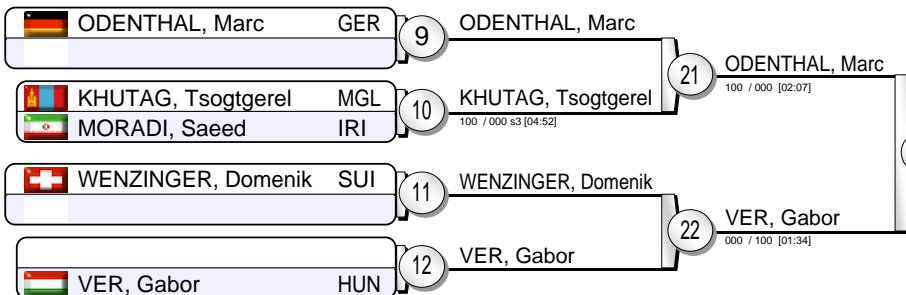 ODENTHAL, Marc GER
9
ODENTHAL, Marc
KHUTAG, Tsogtgerel MGL
MORADI, Saeed IRI
10
KHUTAG, Tsogtgerel
100 / 000 s3 [04:52]
21
ODENTHAL, Marc
100 / 000 [02:07]
WENZINGER, Domenik SUI
11
WENZINGER, Domenik
VER, Gabor HUN
12
VER, Gabor
22
VER, Gabor
000 / 100 [01:34]